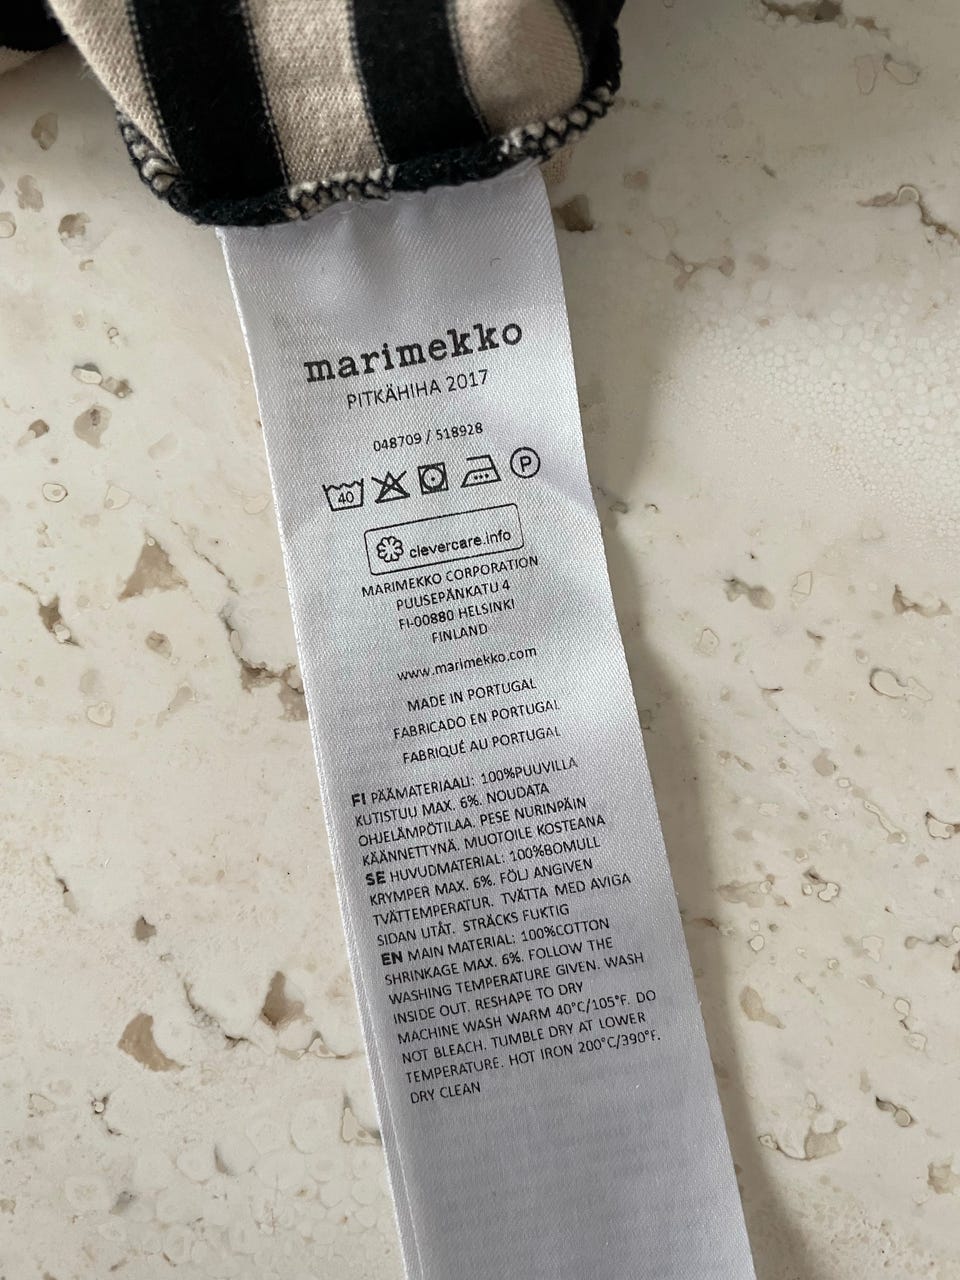 marimekko
PITKÄHIHA 2017
048709 / 518928
40 P
clevercare.info
MARIMEKKO CORPORATION
PUUSEPÄNKATU 4
FI-00880 HELSINKI
FINLAND
www.marimekko.com
MADE IN PORTUGAL
FABRICADO EN PORTUGAL
FABRIQUÉ AU PORTUGAL
FI PÄÄMATERIAALI: 100%PUUVILLA
KUTISTUU MAX. 6%. NOUDATA
OHJELÄMPÖTILAA. PESE NURINPÄIN
KÄÄNNETTYNÄ. MUOTOILE KOSTEANA
SE HUVUDMATERIAL: 100%BOMULL
KRYMPER MAX. 6%. FÖLJ ANGIVEN
TVÄTTEMPERATUR. TVÄTTA MED AVIGA
SIDAN UTÅT. STRÄCKS FUKTIG
EN MAIN MATERIAL: 100%COTTON
SHRINKAGE MAX. 6%. FOLLOW THE
WASHING TEMPERATURE GIVEN. WASH
INSIDE OUT. RESHAPE TO DRY
MACHINE WASH WARM 40°C/105°F. DO
NOT BLEACH. TUMBLE DRY AT LOWER
TEMPERATURE. HOT IRON 200°C/390°F.
DRY CLEAN